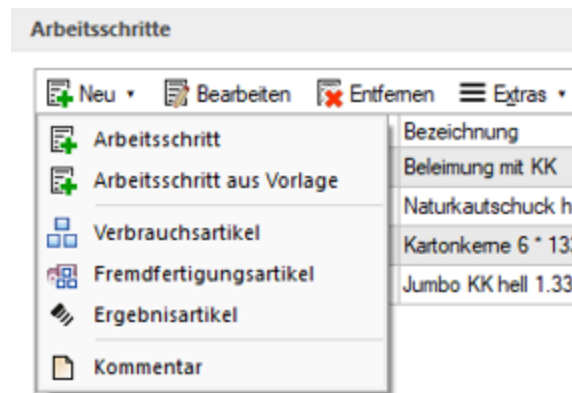 Arbeitsschritte
Neu Bearbeiten Entfernen Extras
Arbeitsschritt
Arbeitsschritt aus Vorlage
Verbrauchsartikel
Fremdfertigungsartikel
Ergebnisartikel
Kommentar
Bezeichnung
Beleimung mit KK
Naturkautschuck h
Kartonkerne 6 * 133
Jumbo KK hell 1.33